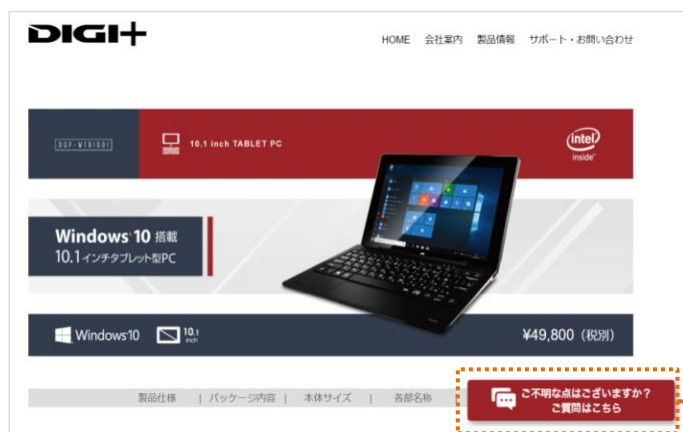 DIGI+
HOME 会社案内 製品情報 サポート・お問い合わせ
10.1 inch TABLET PC
intel
inside
Windows 10 搭載
10.1インチタブレット型PC
Windows10 10.1 inch ¥49,800（税別）
製品仕様 | パッケージ内容 | 本体サイズ | 各部名称
ご不明な点はございますか？
ご質問はこちら